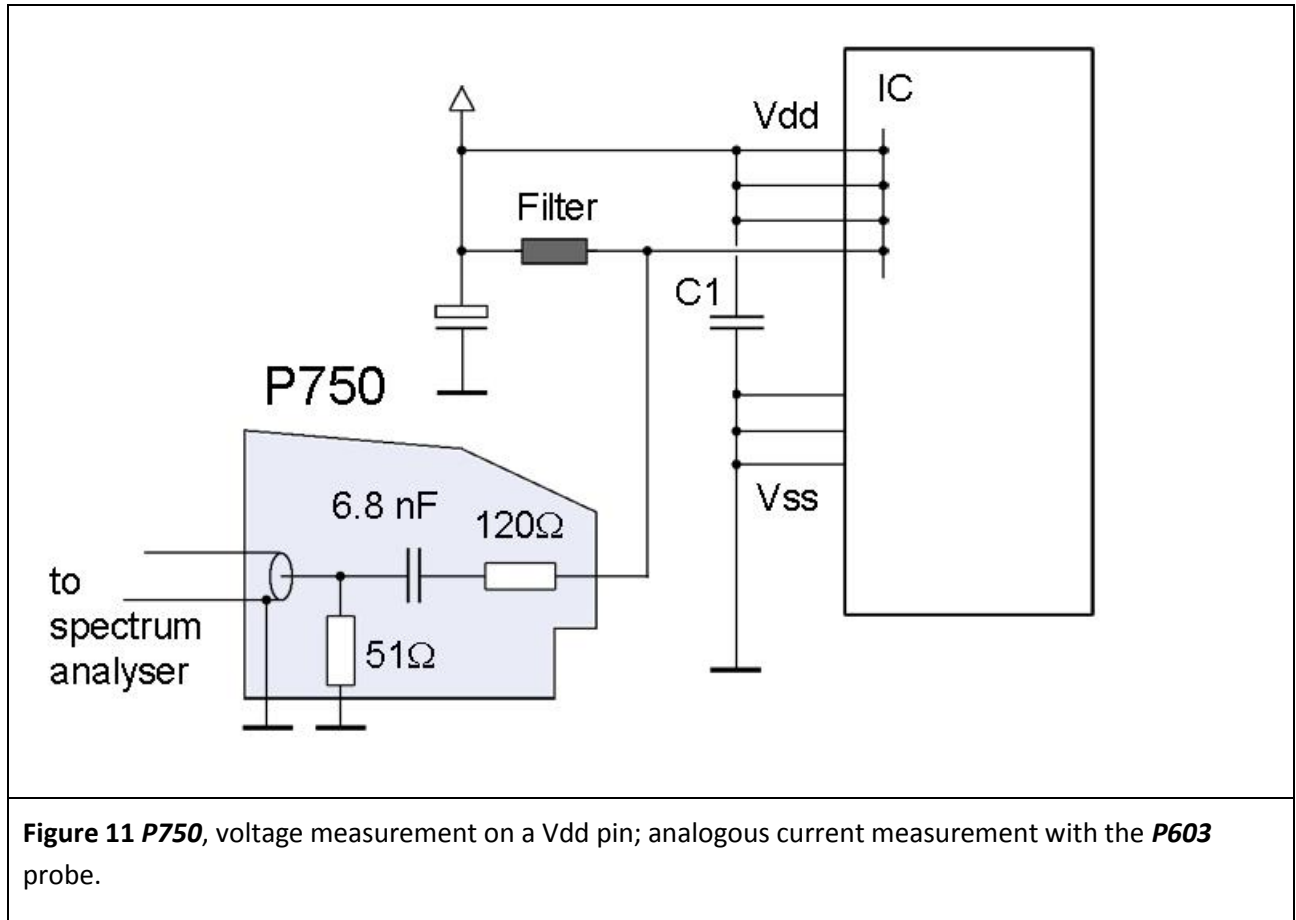 IC
Vdd
Filter
C1
P750
6.8 nF
120Ω
Vss
to
spectrum
analyser
51Ω
Figure 11 P750, voltage measurement on a Vdd pin; analogous current measurement with the P603
probe.